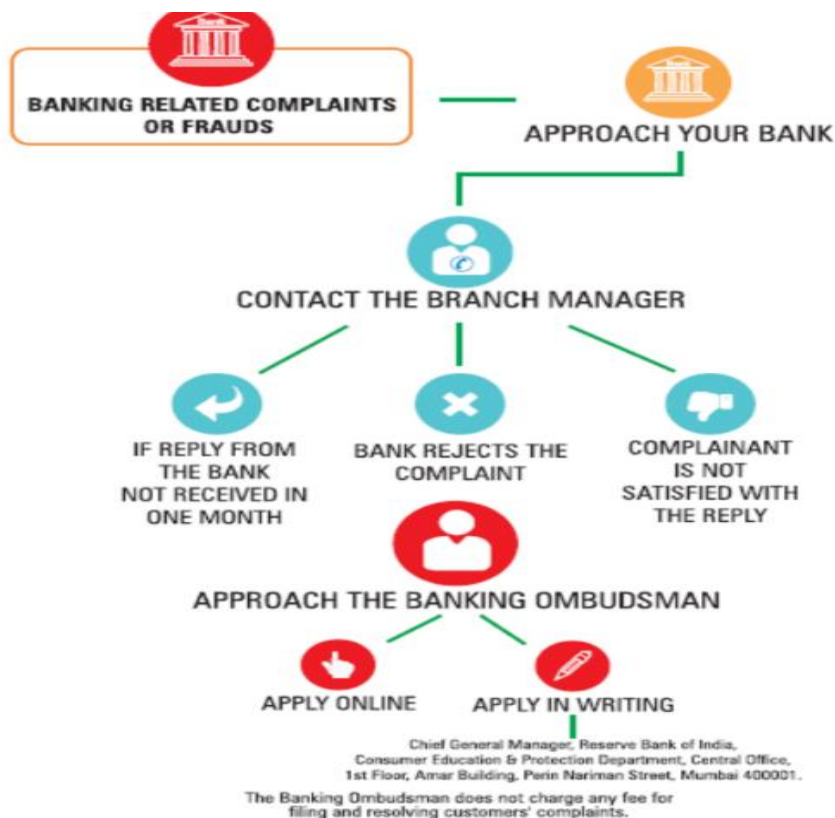 Bank
BANKING RELATED COMPLAINTS
OR FRAUDS
Bank
APPROACH YOUR BANK
CONTACT THE BRANCH MANAGER
IF REPLY FROM
THE BANK
NOT RECEIVED IN
ONE MONTH
BANK REJECTS THE
COMPLAINT
COMPLAINANT
IS NOT
SATISFIED WITH
THE REPLY
APPROACH THE BANKING OMBUDSMAN
APPLY ONLINE
APPLY IN WRITING
Chief General Manager, Reserve Bank of India,
Consumer Education & Protection Department, Central Office,
1st Floor, Amar Building, Perin Nariman Street, Mumbai 400001.
The Banking Ombudsman does not charge any fee for
filing and resolving customers' complaints.